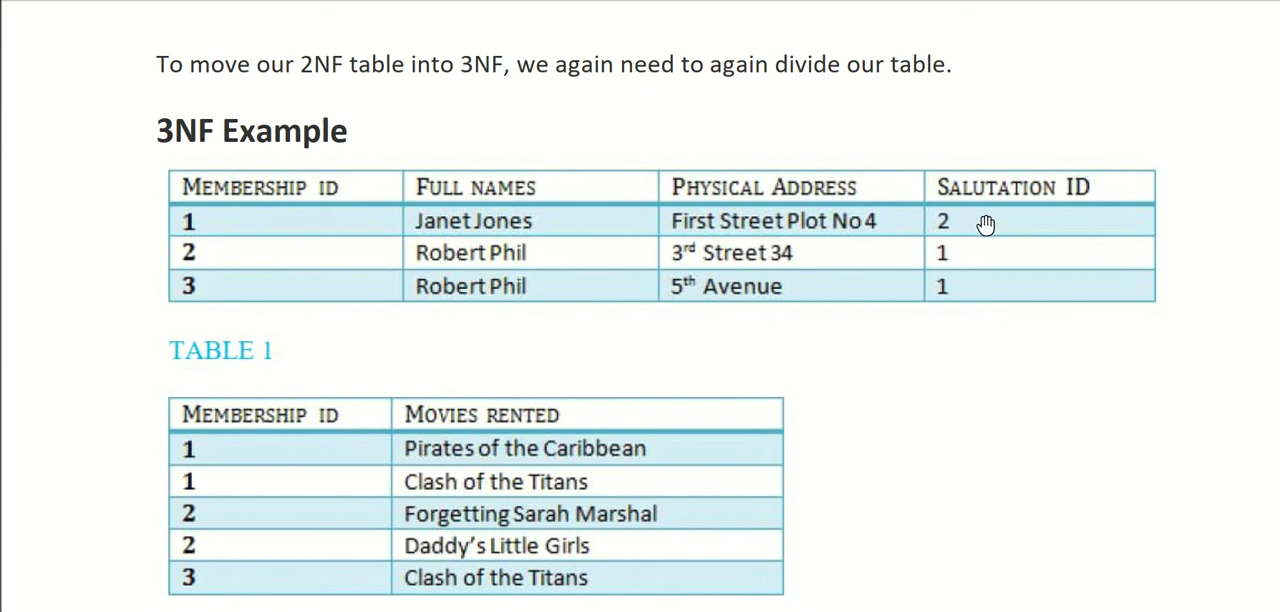 To move our 2NF table into 3NF, we again need to again divide our table.
3NF Example
MEMBERSHIP ID FULL NAMES PHYSICAL ADDRESS SALUTATION ID
1 Janet Jones First Street Plot No 4 2
2 Robert Phil 3rd Street 34 1
3 Robert Phil 5th Avenue 1
TABLE 1
MEMBERSHIP ID MOVIES RENTED
1 Pirates of the Caribbean
1 Clash of the Titans
2 Forgetting Sarah Marshal
2 Daddy's Little Girls
3 Clash of the Titans